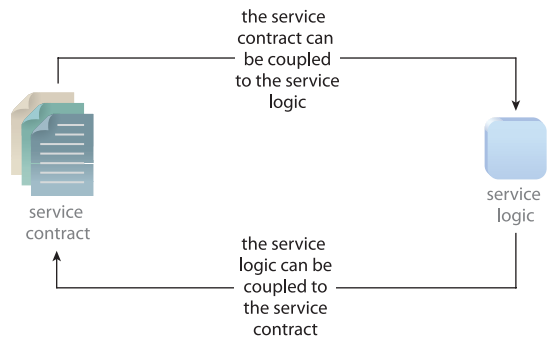 the service
contract can
be coupled
to the service
logic
service
contract
service
logic
the service
logic can be
coupled to
the service
contract